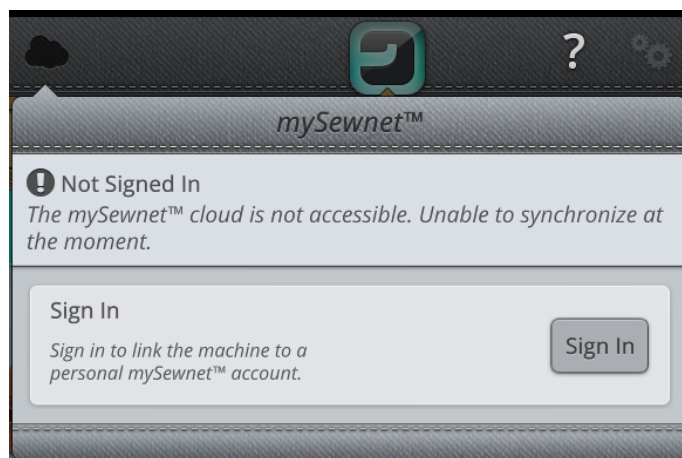 ?
mySewnet™
! Not Signed In
The mySewnet™ cloud is not accessible. Unable to synchronize at
the moment.
Sign In
Sign in to link the machine to a
personal mySewnet™ account.
Sign In